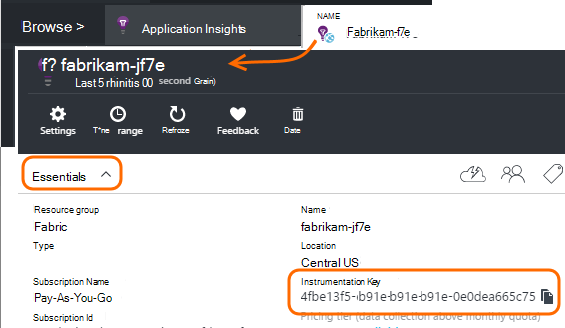 Browse >
Application Insights
NAME
Fabrikam-f7e
f? fabrikam-jf7e
Last 5 rhinitis 00 second Grain)
Settings
T^ne range
Refroze
Feedback
Date
Essentials
Resource group
Name
Fabric
fabrikam-jf7e
Type
Location
Central US
Subscription Name
Instrumentation Key
Pay-As-You-Go
4fbe13f5-ib91e-b91e-b91e-0e0dea665c75
Subscription Id
Pricing tier (data collection above monthly quota)